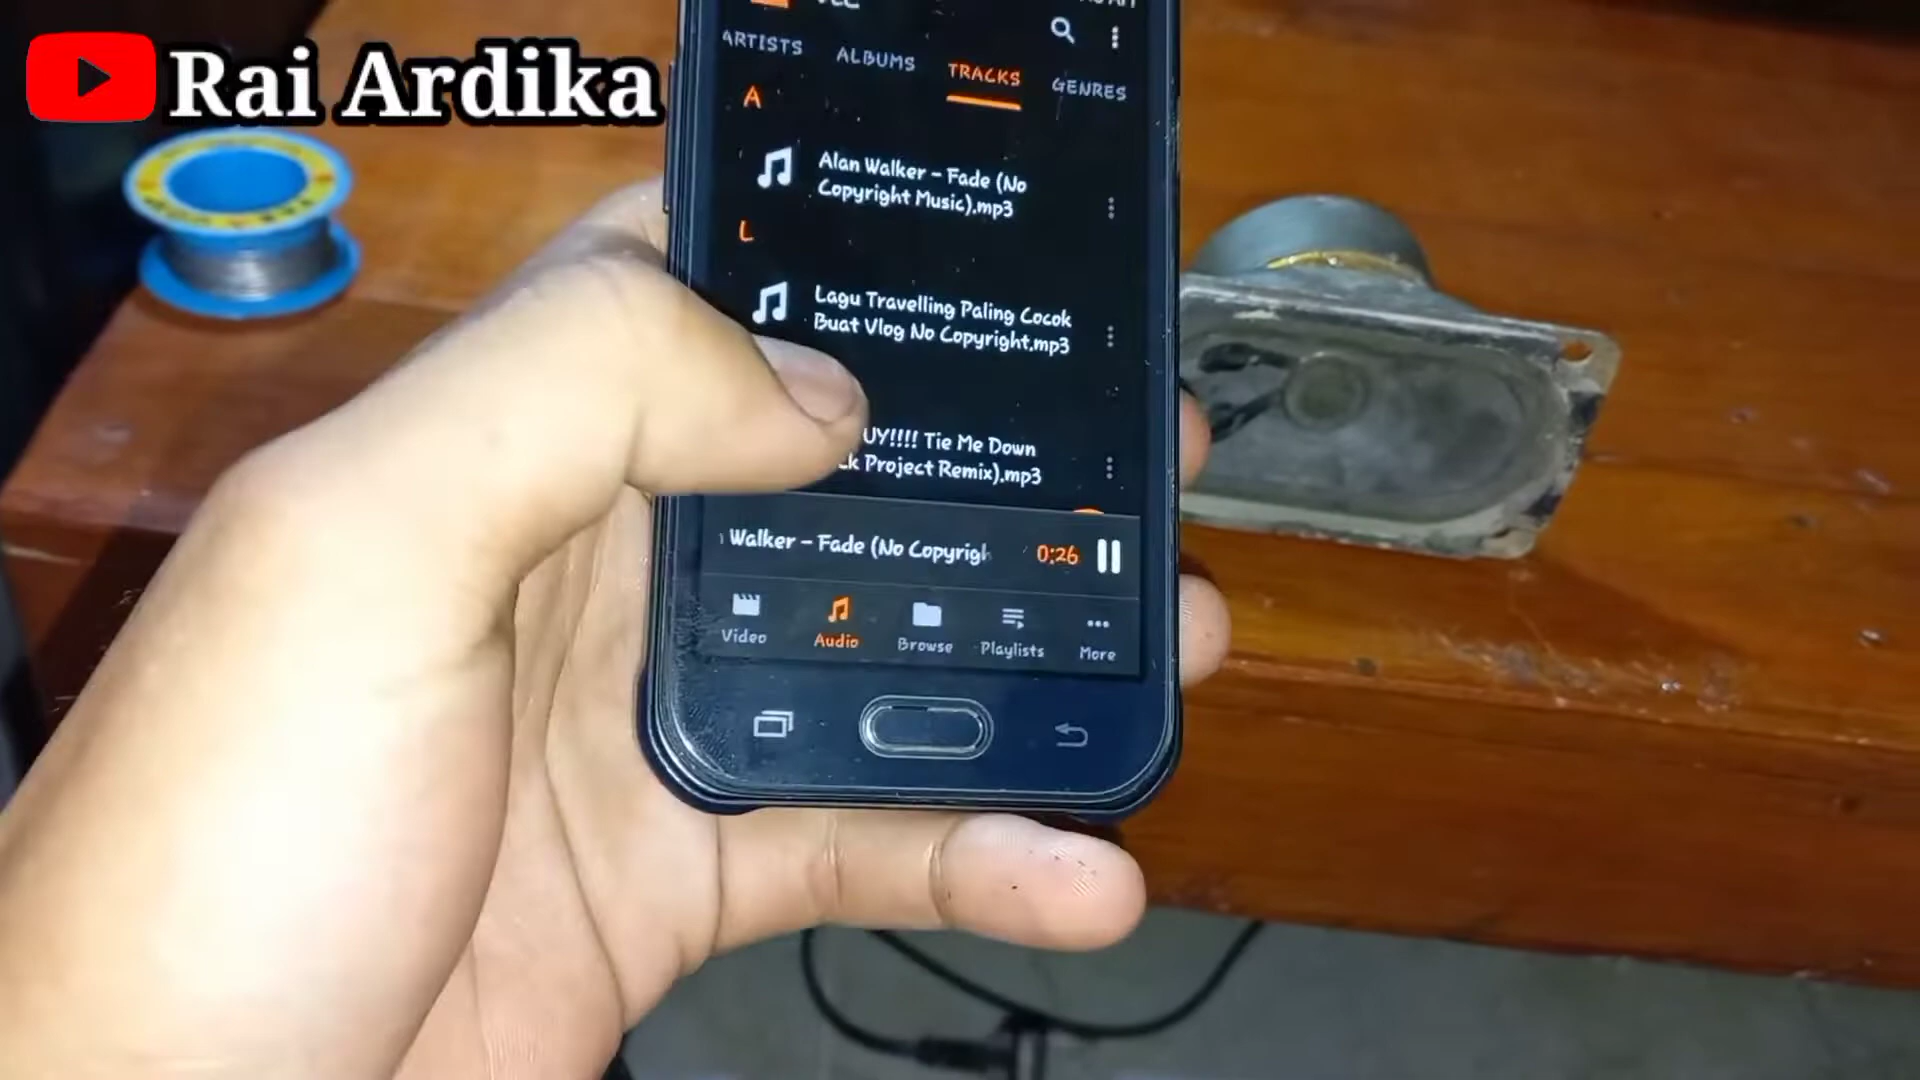 Rai Ardika
VLC
ARTISTS ALBUMS TRACKS GENRES
A
Alan Walker - Fade (No
Copyright Music).mp3
L
Lagu Travelling Paling Cocok
Buat Vlog No Copyright.mp3
UY!!!! Tie Me Down
ck Project Remix).mp3
Walker - Fade (No Copyrigh
0:26
Video Audio Browse Playlists More